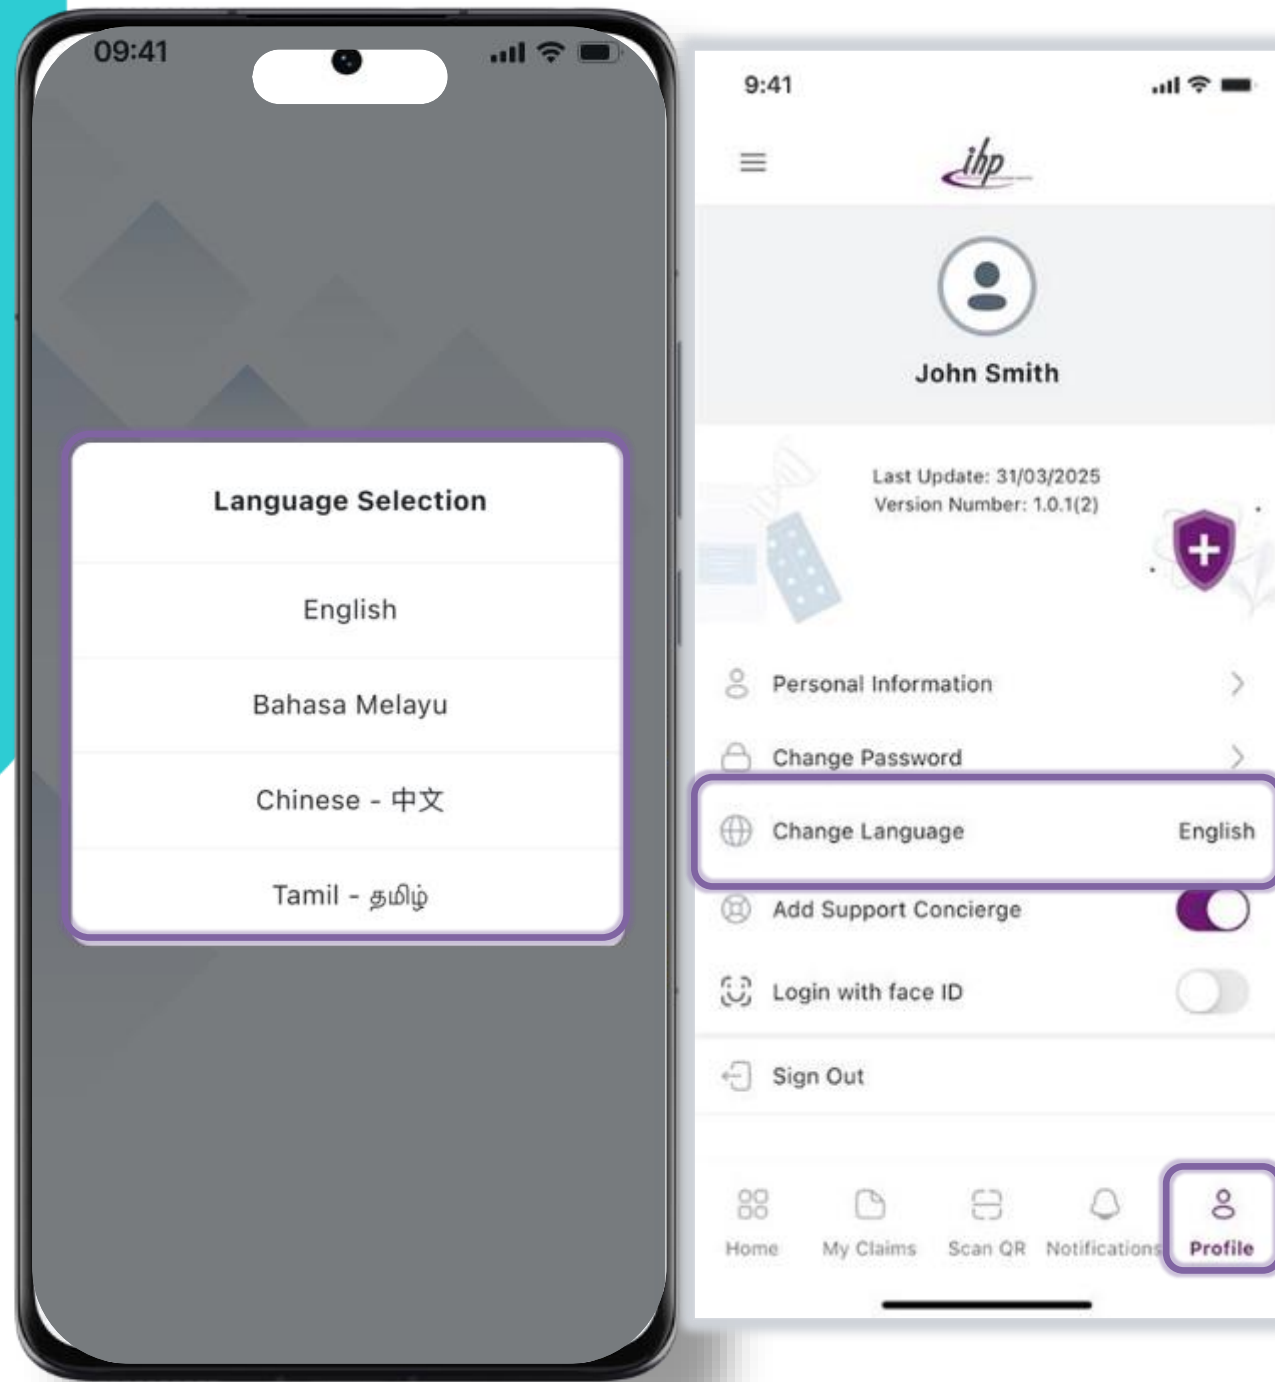 09:41
Language Selection
English
Bahasa Melayu
Chinese - 中文
Tamil - தமிழ்
9:41
ihp
John Smith
Last Update: 31/03/2025
Version Number: 1.0.1(2)
Personal Information
Change Password
Change Language English
Add Support Concierge
Login with face ID
Sign Out
Home My Claims Scan QR Notifications Profile